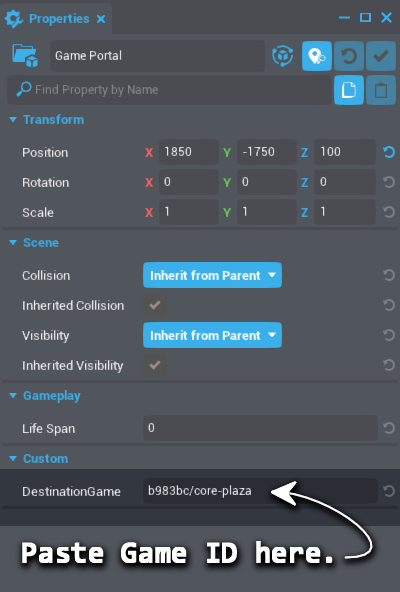 Properties
Game Portal
Find Property by Name
Transform
Position X 1850 Y -1750 Z 100
Rotation X 0 Y 0 Z 0
Scale X 1 Y 1 Z 1
Scene
Collision Inherit from Parent
Inherited Collision
Visibility Inherit from Parent
Inherited Visibility
Gameplay
Life Span 0
Custom
DestinationGame b983bc/core-plaza
Paste Game ID here.